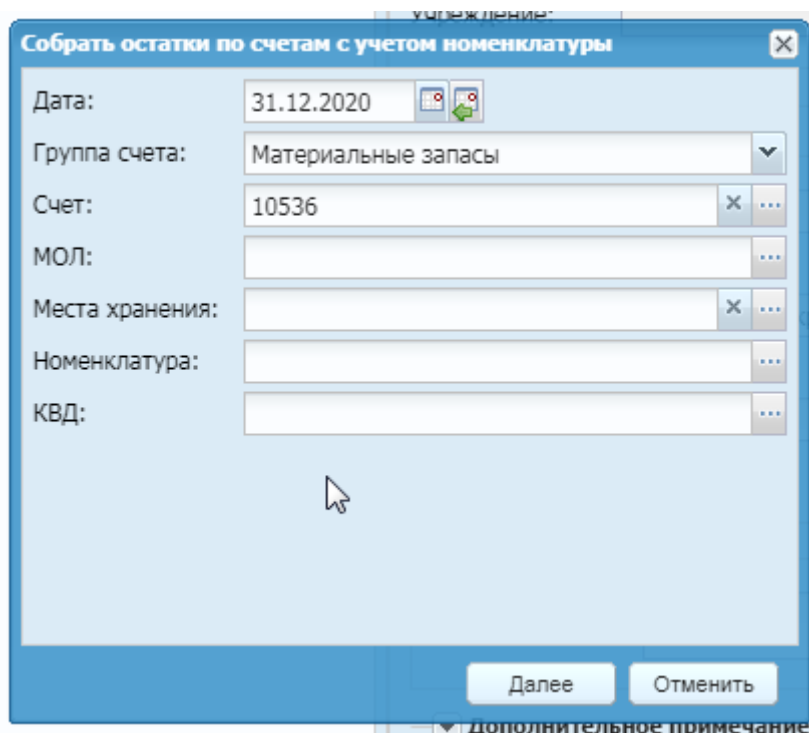 Учреждение:
Собрать остатки по счетам с учетом номенклатуры
Дата: 31.12.2020
Группа счета: Материальные запасы
Счет: 10536
МОЛ:
Места хранения:
Номенклатура:
КВД:
Далее Отменить
Дополнительное примечание